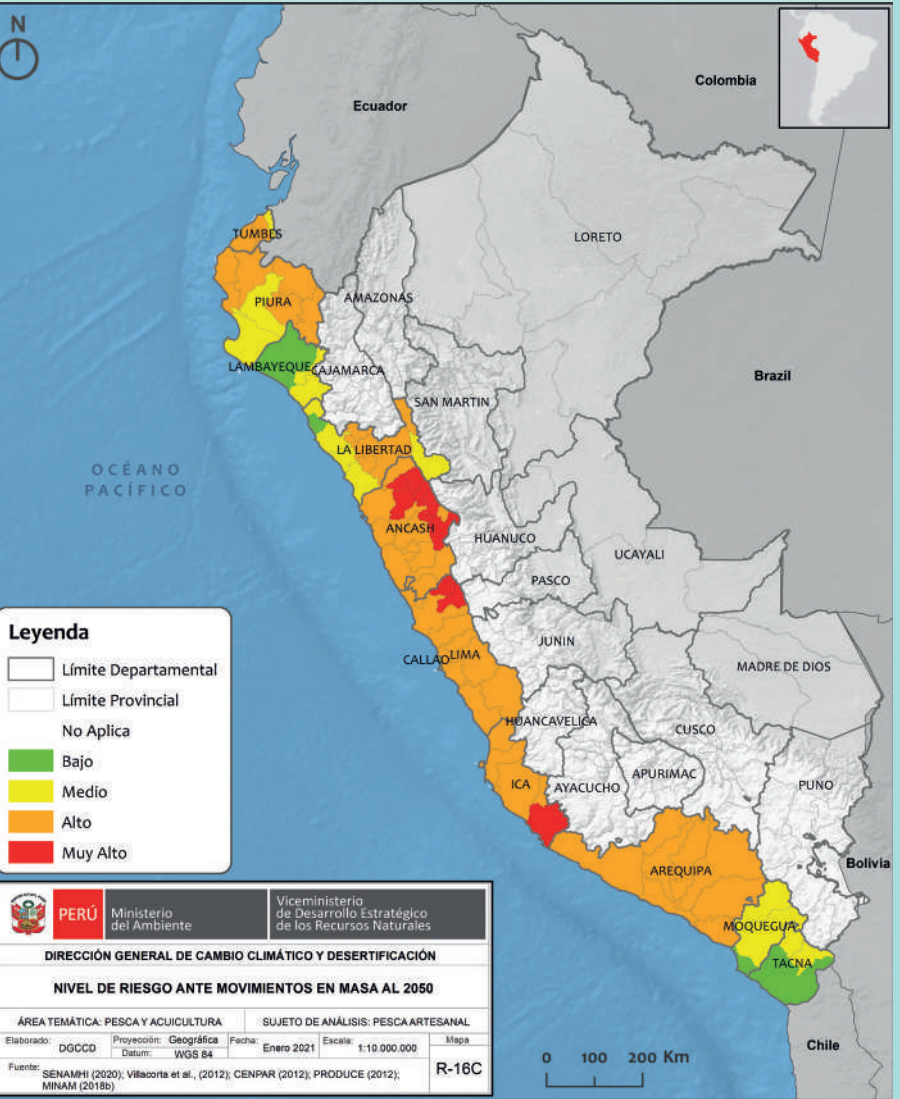 N
Colombia
Ecuador
TUMBES
LORETO
PIURA
AMAZONAS
LAMBAYEQUE
CAJAMARCA
Brazil
SAN MARTIN
LA LIBERTAD
OCÉANO
PACÍFICO
ANCASH
HUANUCO
UCAYALI
PASCO
JUNIN
CALLAO
LIMA
MADRE DE DIOS
HUANCAVELICA
CUSCO
ICA
AYACUCHO
APURIMAC
PUNO
Bolivia
AREQUIPA
MOQUEGUA
TACNA
Chile
0 100 200 Km
Leyenda
Límite Departamental
Límite Provincial
No Aplica
Bajo
Medio
Alto
Muy Alto
PERÚ
Ministerio
del Ambiente
Viceministerio
de Desarrollo Estratégico
de los Recursos Naturales
DIRECCIÓN GENERAL DE CAMBIO CLIMÁTICO Y DESERTIFICACIÓN
NIVEL DE RIESGO ANTE MOVIMIENTOS EN MASA AL 2050
ÁREA TEMÁTICA: PESCA Y ACUICULTURA
SUJETO DE ANÁLISIS: PESCA ARTESANAL
Elaborado: DGCCD
Proyección: Geográfica
Datum: WGS 84
Fecha: Enero 2021
Escala: 1:10.000.000
Mapa
R-16C
Fuente: SENAMHI (2020); Villacorta et al., (2012); CENPAR (2012); PRODUCE (2012);
MINAM (2018b)